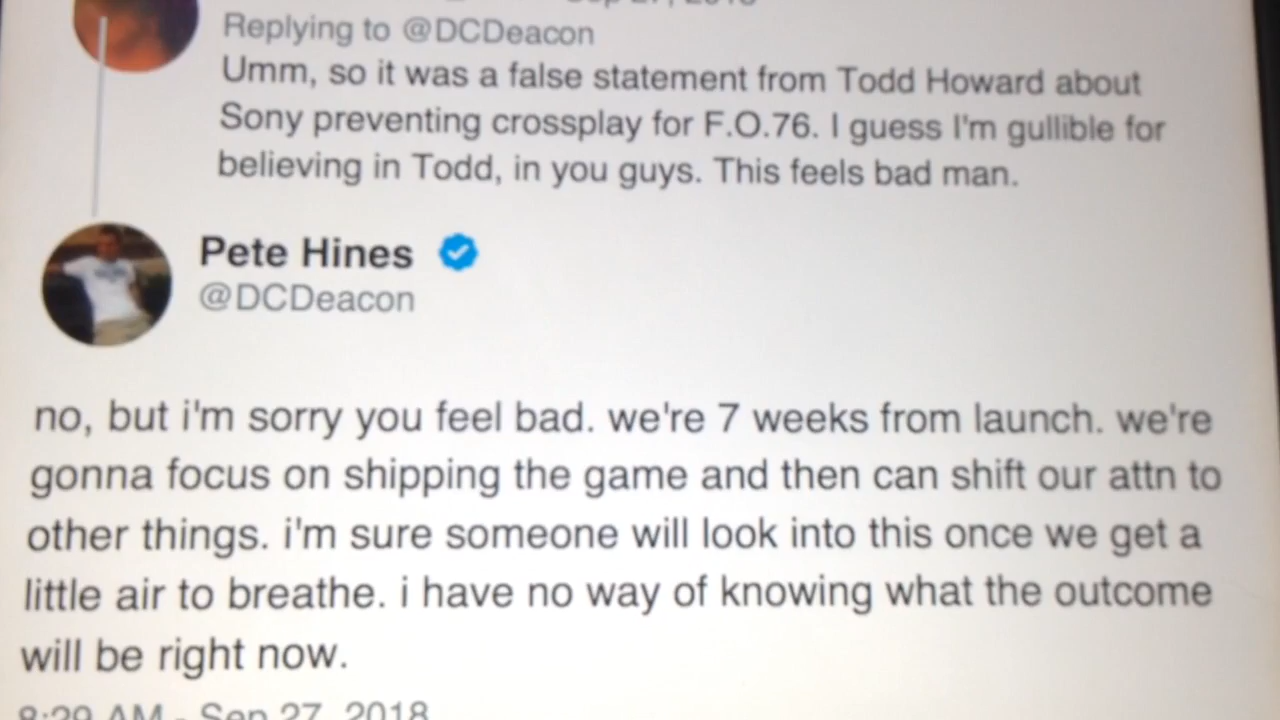 Replying to @DCDeacon
Umm, so it was a false statement from Todd Howard about
Sony preventing crossplay for F.O.76. I guess I'm gullible for
believing in Todd, in you guys. This feels bad man.
Pete Hines
@DCDeacon
no, but i'm sorry you feel bad. we're 7 weeks from launch. we're
gonna focus on shipping the game and then can shift our attn to
other things. i'm sure someone will look into this once we get a
little air to breathe. i have no way of knowing what the outcome
will be right now.
8:29 AM - Sep 27, 2018